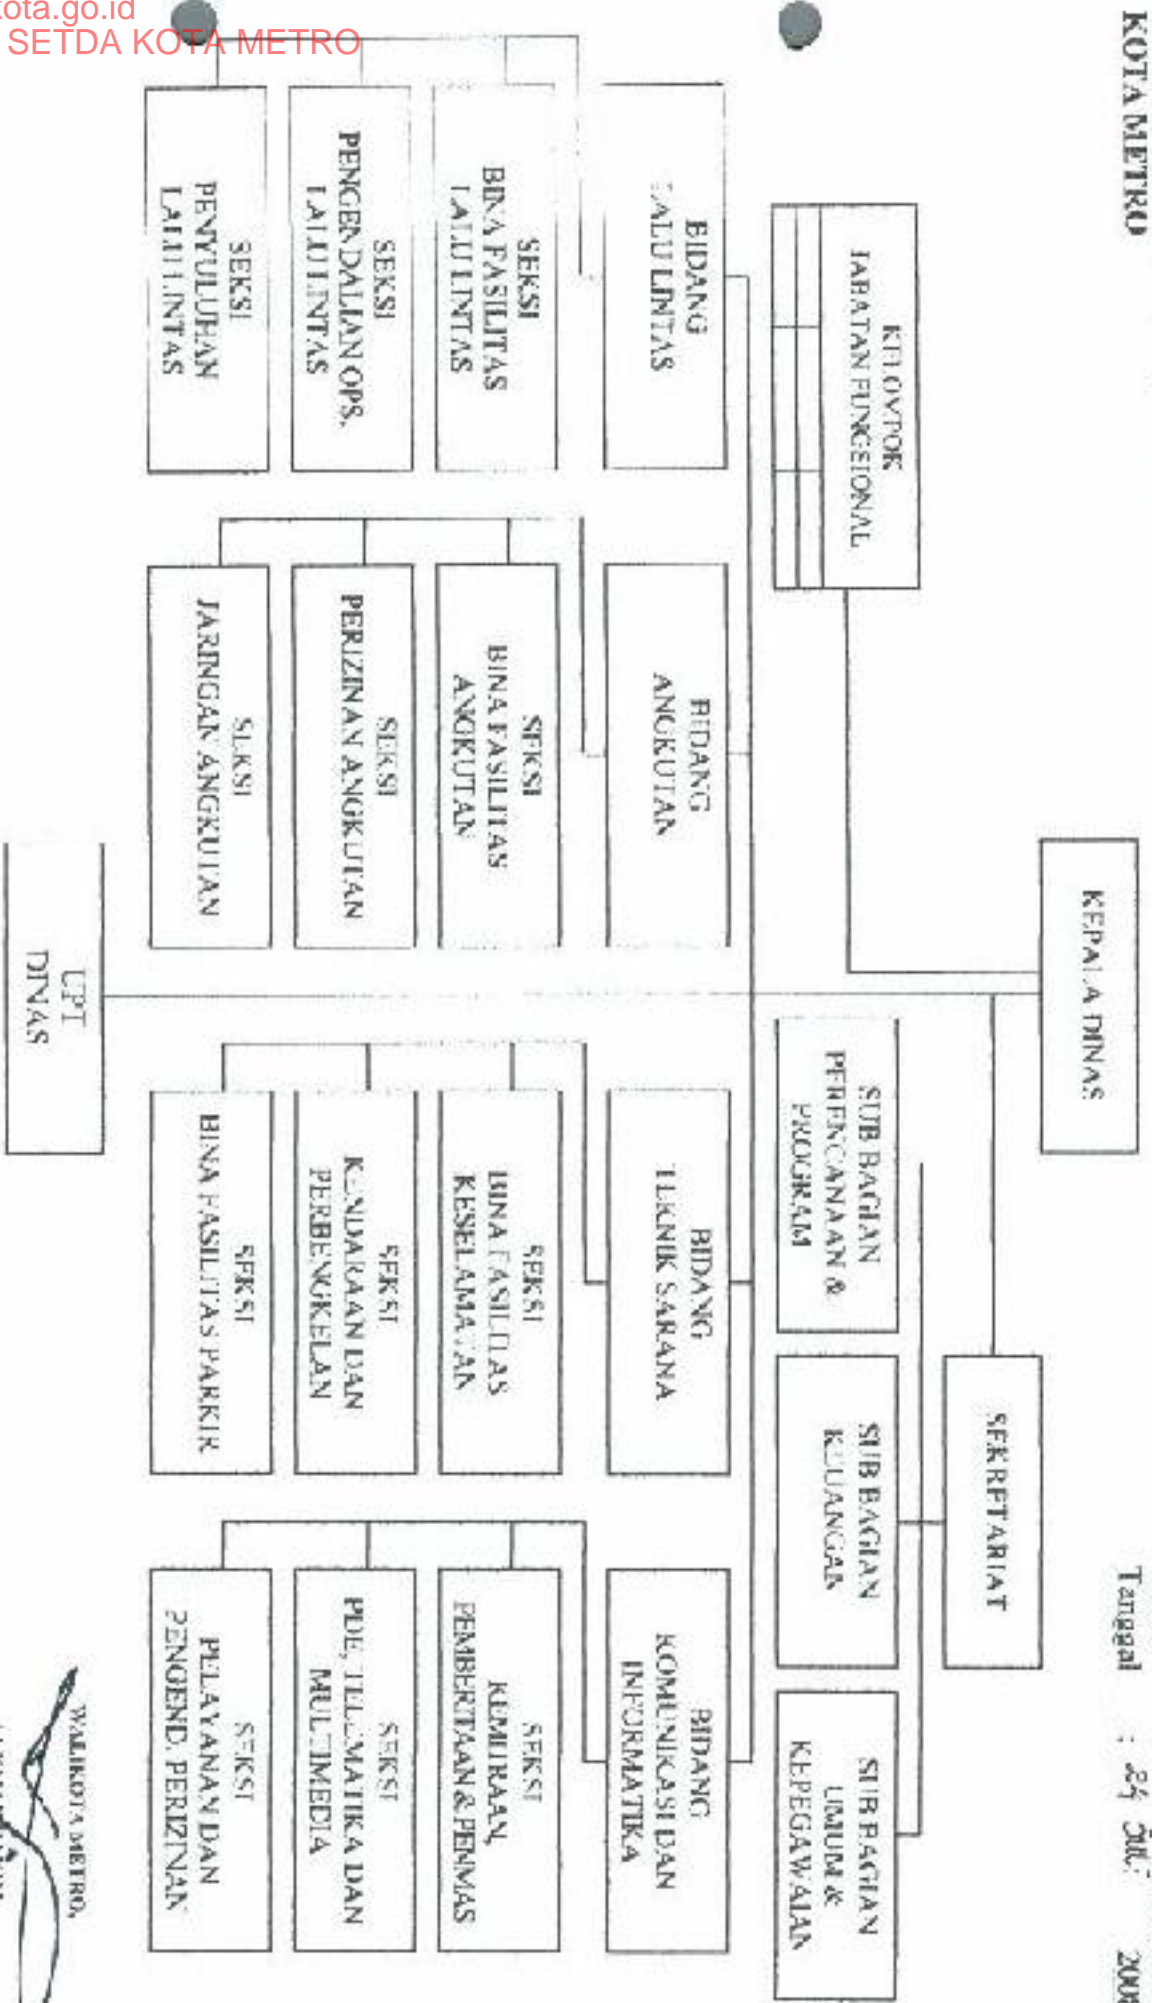 kota.go.id
SETDA KOTA METRO
KOTA METRO
Tanggal : 24 Juli 2008
KEPALA DINAS
KELOMPOK
JABATAN FUNGSIONAL
SEKRETARIAT
SUB BAGIAN
PERENCANAAN &
PROGRAM
SUB BAGIAN
KEUANGAN
SUB BAGIAN
UMUM &
KEPEGAWAIAN
BIDANG
LALU LINTAS
BIDANG
ANGKUTAN
BIDANG
TEKNIK SARANA
BIDANG
KOMUNIKASI DAN
INFORMATIKA
SEKSI
BINA FASILITAS
LALU LINTAS
SEKSI
BINA FASILITAS
ANGKUTAN
SEKSI
BINA FASILITAS
KESELAMATAN
SEKSI
KEMITRAAN,
PEMBERITAAN & PENMAS
SEKSI
PENGENDALIAN OPS.
LALU LINTAS
SEKSI
PERIZINAN ANGKUTAN
SEKSI
KENDARAAN DAN
PERBENGKELAN
SEKSI
PDE, TELEMATIKA DAN
MULTIMEDIA
SEKSI
PENYULUHAN
LALU LINTAS
SEKSI
JARINGAN ANGKUTAN
SEKSI
BINA FASILITAS PARKIR
SEKSI
PELAYANAN DAN
PENGEND. PERIZINAN
UPT
DINAS
WALIKOTA METRO,